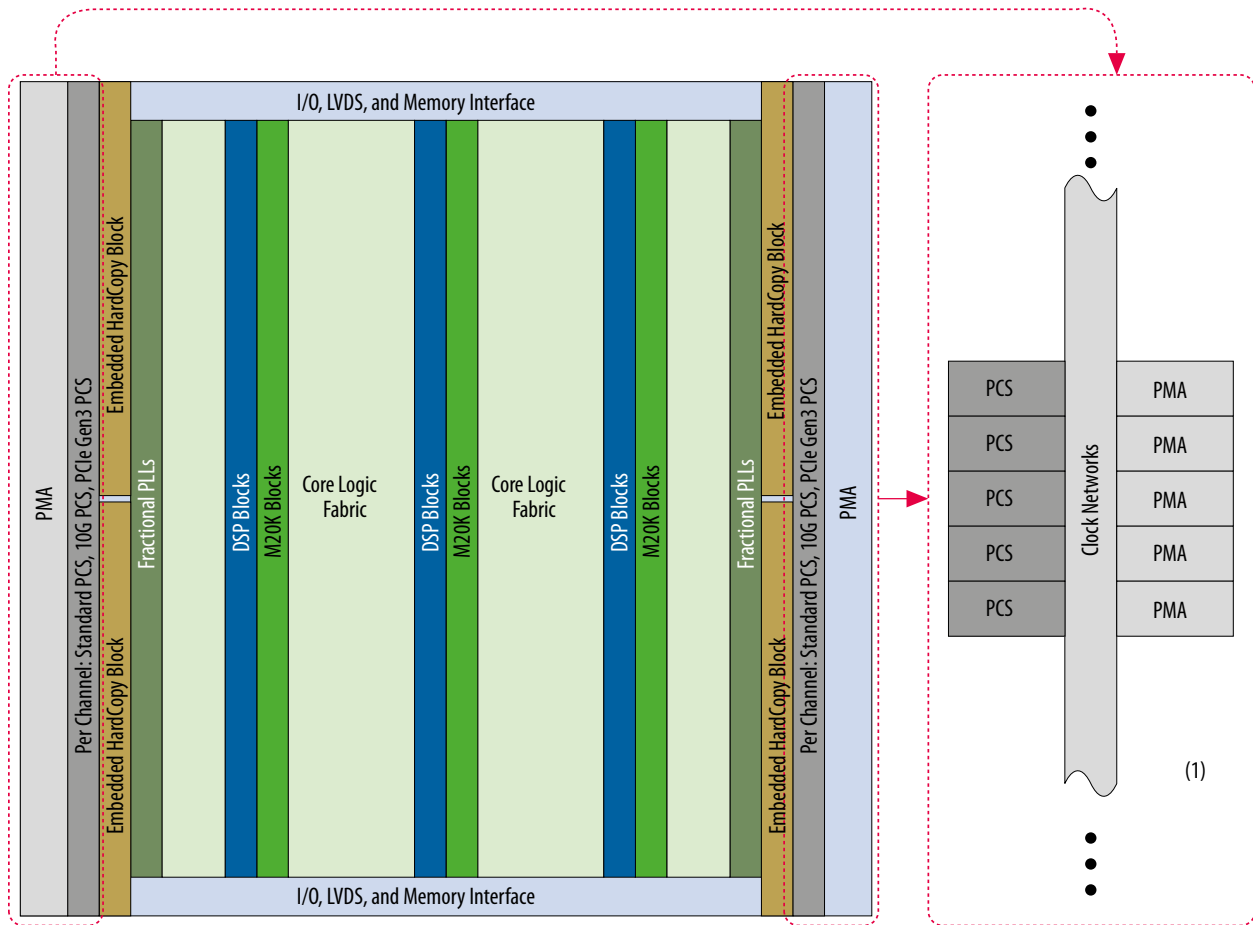 I/O, LVDS, and Memory Interface
PMA
Per Channel: Standard PCS, 10G PCS, PCIe Gen3 PCS
Embedded HardCopy Block
Embedded HardCopy Block
Fractional PLLs
DSP Blocks
M20K Blocks
Core Logic
Fabric
DSP Blocks
M20K Blocks
Core Logic
Fabric
DSP Blocks
M20K Blocks
Fractional PLLs
Embedded HardCopy Block
Embedded HardCopy Block
Per Channel: Standard PCS, 10G PCS, PCIe Gen3 PCS
PMA
I/O, LVDS, and Memory Interface
PCS
PCS
PCS
PCS
PCS
Clock Networks
PMA
PMA
PMA
PMA
PMA
(1)